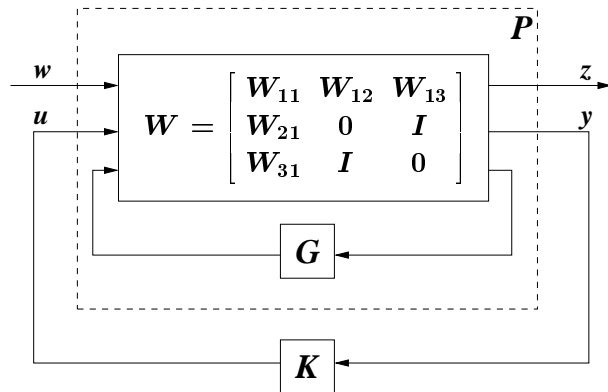 P
w
z
u
y
W = [ W₁₁ W₁₂ W₁₃
W₂₁ 0 I
W₃₁ I 0 ]
G
K